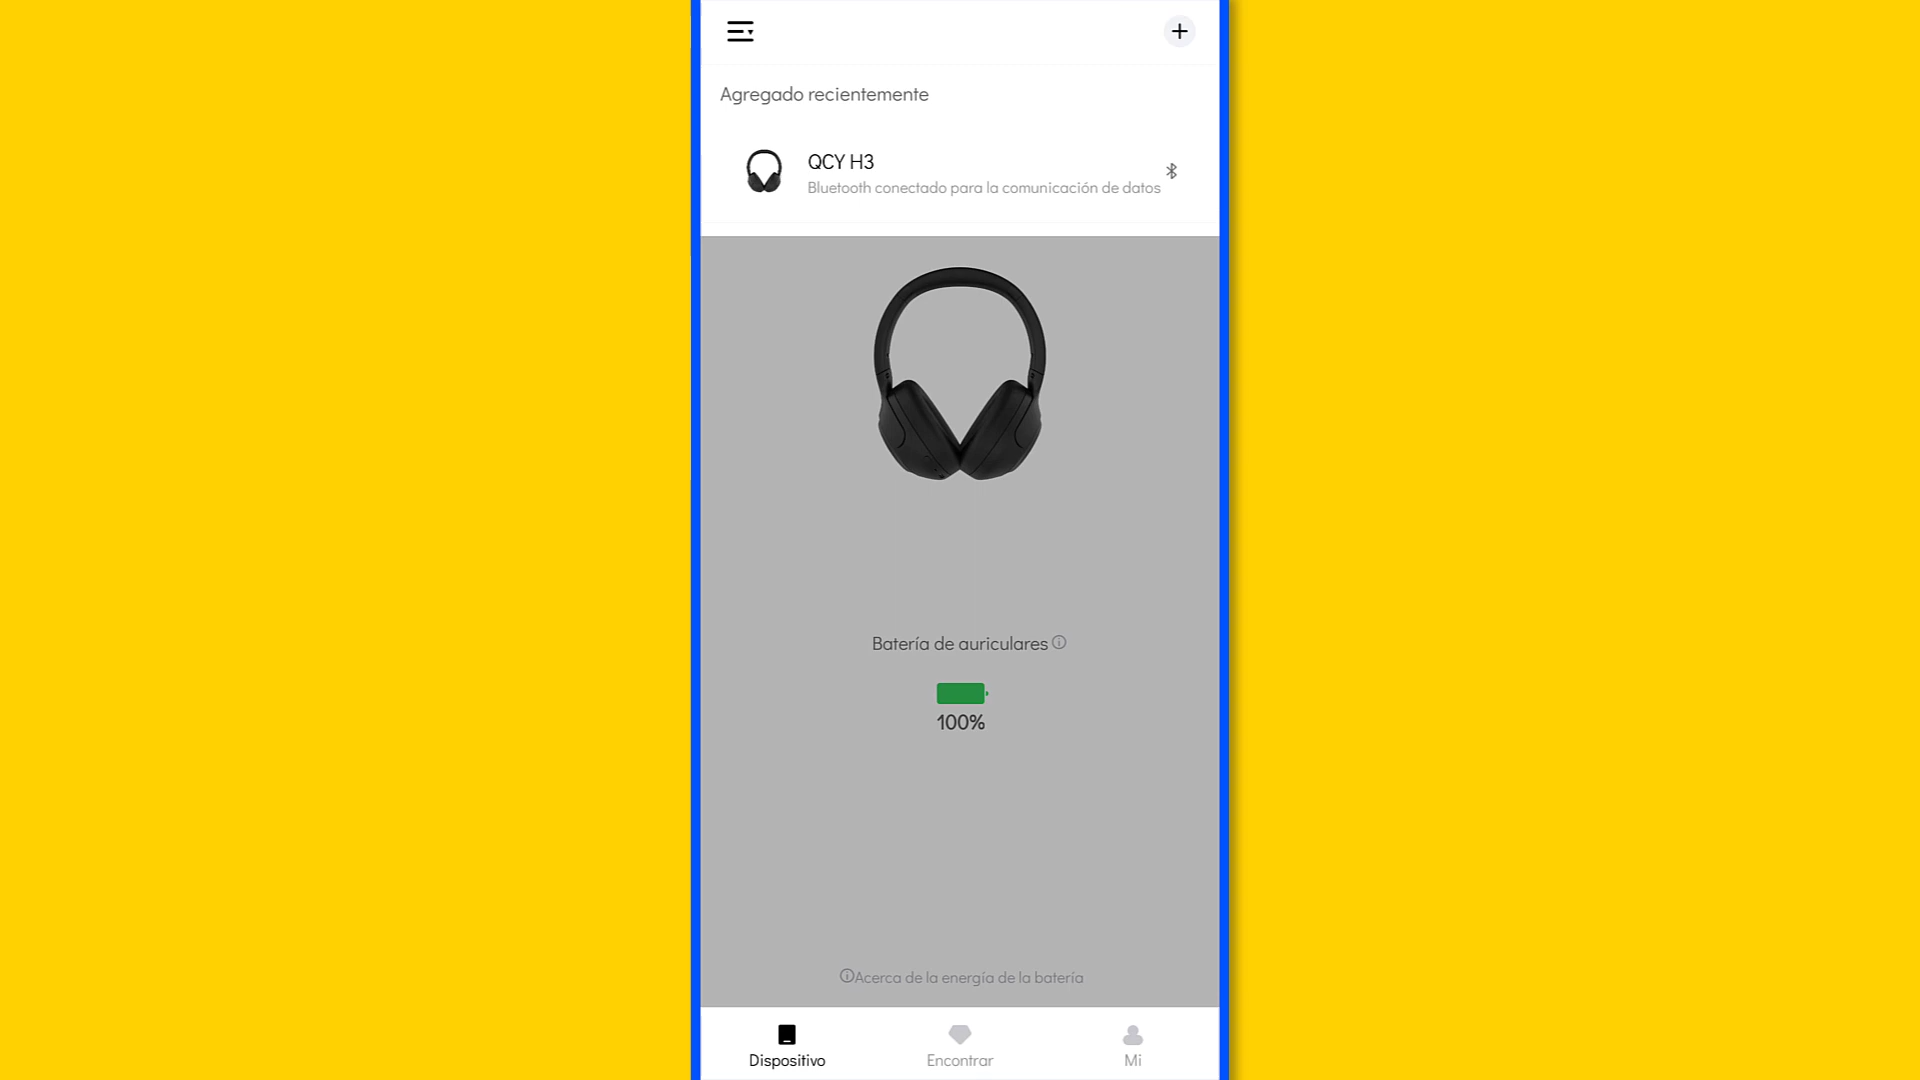 Agregado recientemente
QCY H3
Bluetooth conectado para la comunicación de datos
Batería de auriculares
100%
Acerca de la energía de la batería
Dispositivo
Encontrar
Mi